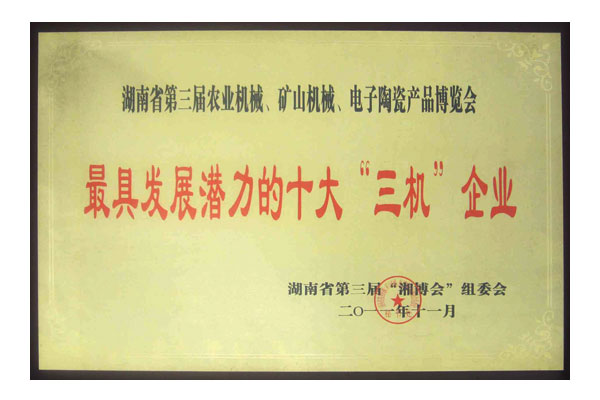 湖南省第三届农业机械、矿山机械、电子陶瓷产品博览会
最具发展潜力的十大“三机”企业
湖南省第三届“湘博会”组委会
二〇一一年十一月